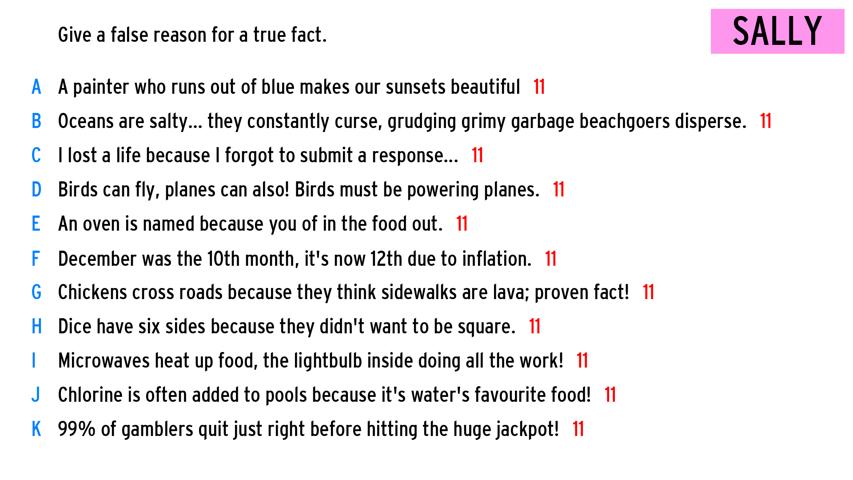 Give a false reason for a true fact.
SALLY
A A painter who runs out of blue makes our sunsets beautiful 11
B Oceans are salty... they constantly curse, grudging grimy garbage beachgoers disperse. 11
C I lost a life because I forgot to submit a response... 11
D Birds can fly, planes can also! Birds must be powering planes. 11
E An oven is named because you of in the food out. 11
F December was the 10th month, it's now 12th due to inflation. 11
G Chickens cross roads because they think sidewalks are lava; proven fact! 11
H Dice have six sides because they didn't want to be square. 11
I Microwaves heat up food, the lightbulb inside doing all the work! 11
J Chlorine is often added to pools because it's water's favourite food! 11
K 99% of gamblers quit just right before hitting the huge jackpot! 11